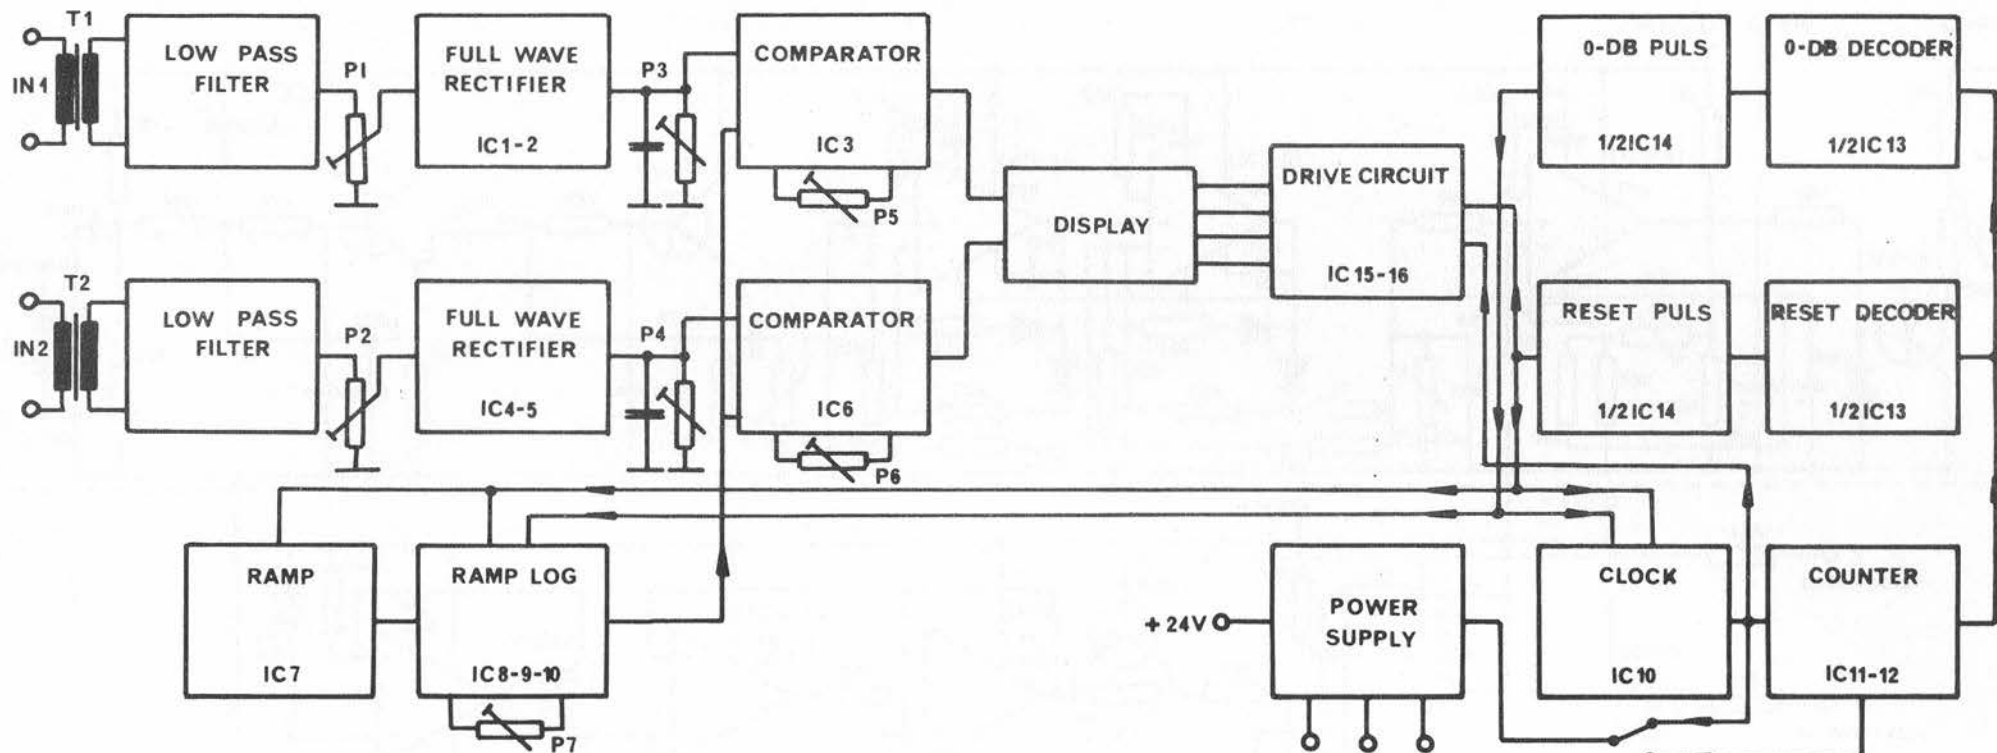 T1
IN1
LOW PASS
FILTER
P1
FULL WAVE
RECTIFIER
IC1-2
P3
COMPARATOR
IC3
P5
DISPLAY
DRIVE CIRCUIT
IC15-16
0-DB PULS
1/2IC14
0-DB DECODER
1/2IC13
T2
IN2
LOW PASS
FILTER
P2
FULL WAVE
RECTIFIER
IC4-5
P4
COMPARATOR
IC6
P6
RESET PULS
1/2IC14
RESET DECODER
1/2IC13
RAMP
IC7
RAMP LOG
IC8-9-10
P7
+24V
POWER
SUPPLY
CLOCK
IC10
COUNTER
IC11-12